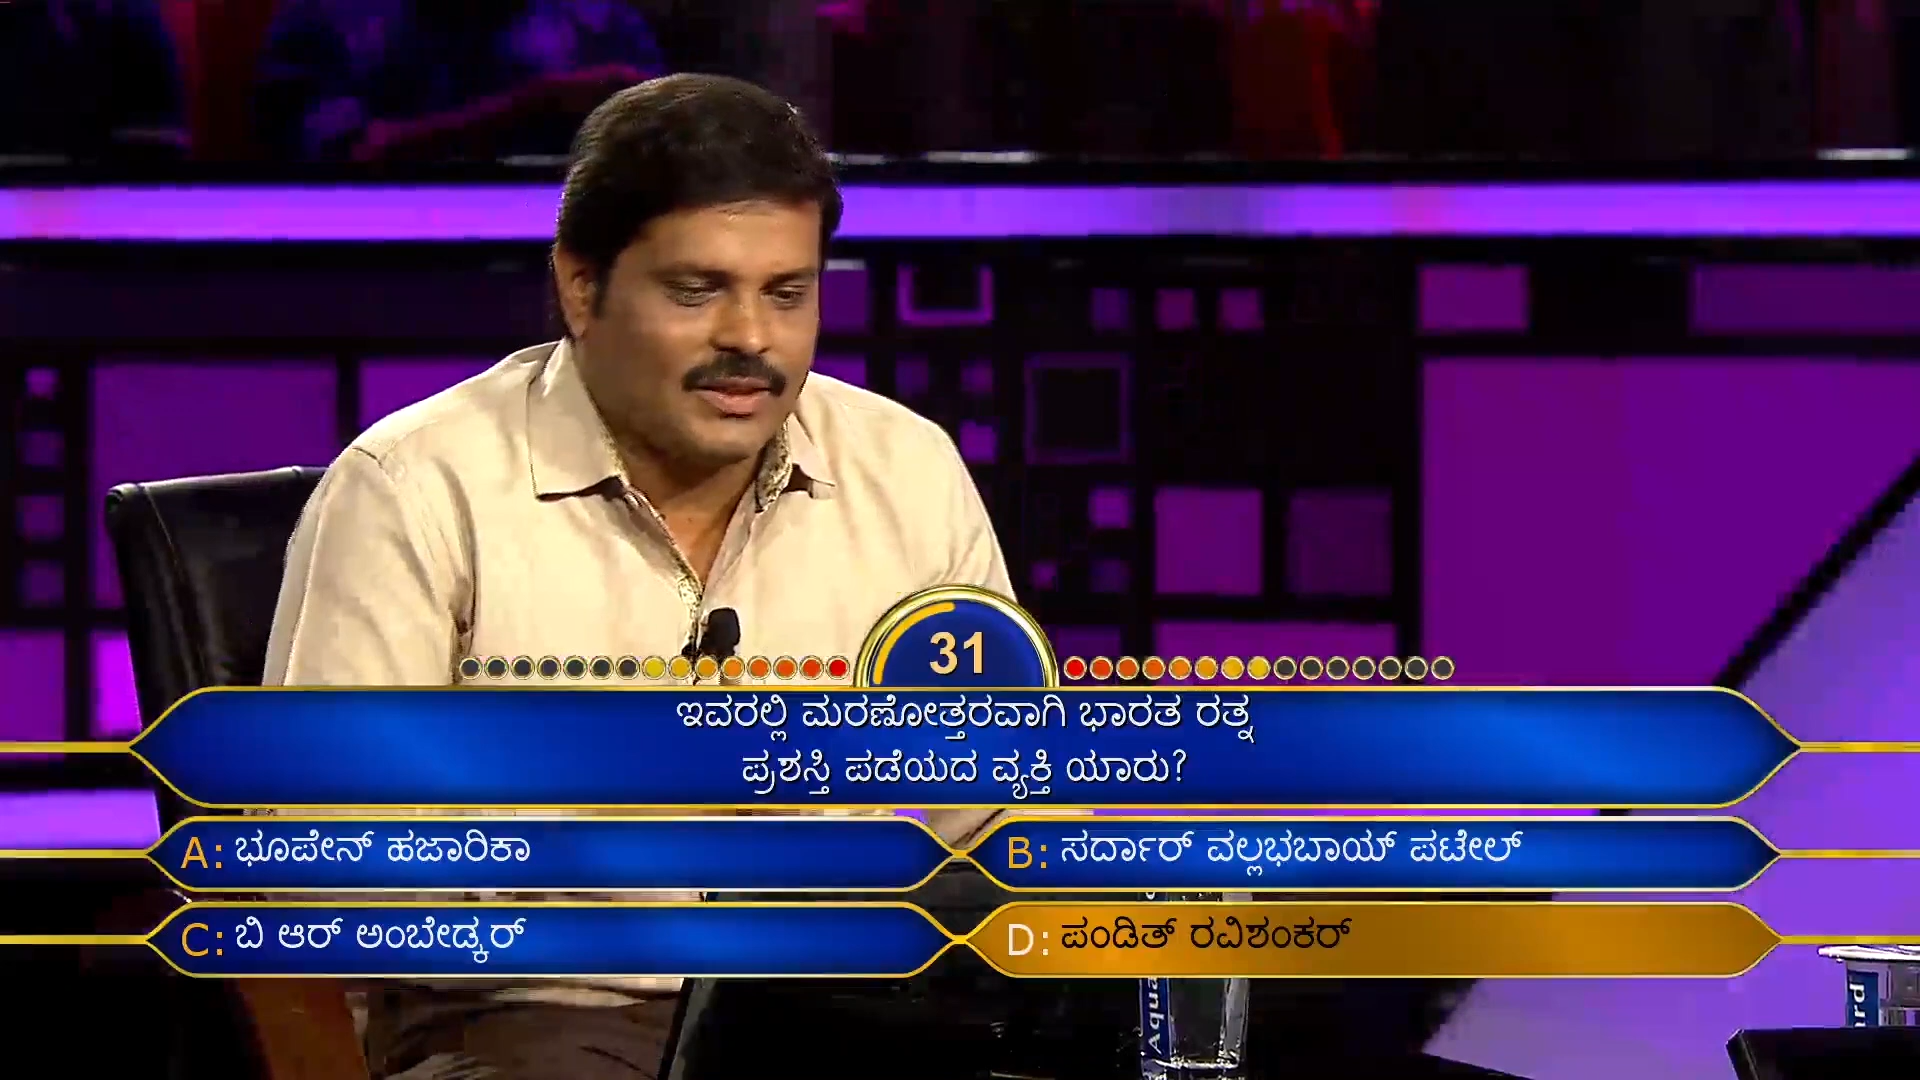 31
ಇವರಲ್ಲಿ ಮರಣೋತ್ತರವಾಗಿ ಭಾರತ ರತ್ನ
ಪ್ರಶಸ್ತಿ ಪಡೆಯದ ವ್ಯಕ್ತಿ ಯಾರು?
A: ಭೂಪೇನ್ ಹಜಾರಿಕಾ
B: ಸರ್ದಾರ್ ವಲ್ಲಭಬಾಯ್ ಪಟೇಲ್
C: ಬಿ ಆರ್ ಅಂಬೇಡ್ಕರ್
D: ಪಂಡಿತ್ ರವಿಶಂಕರ್
Aqua